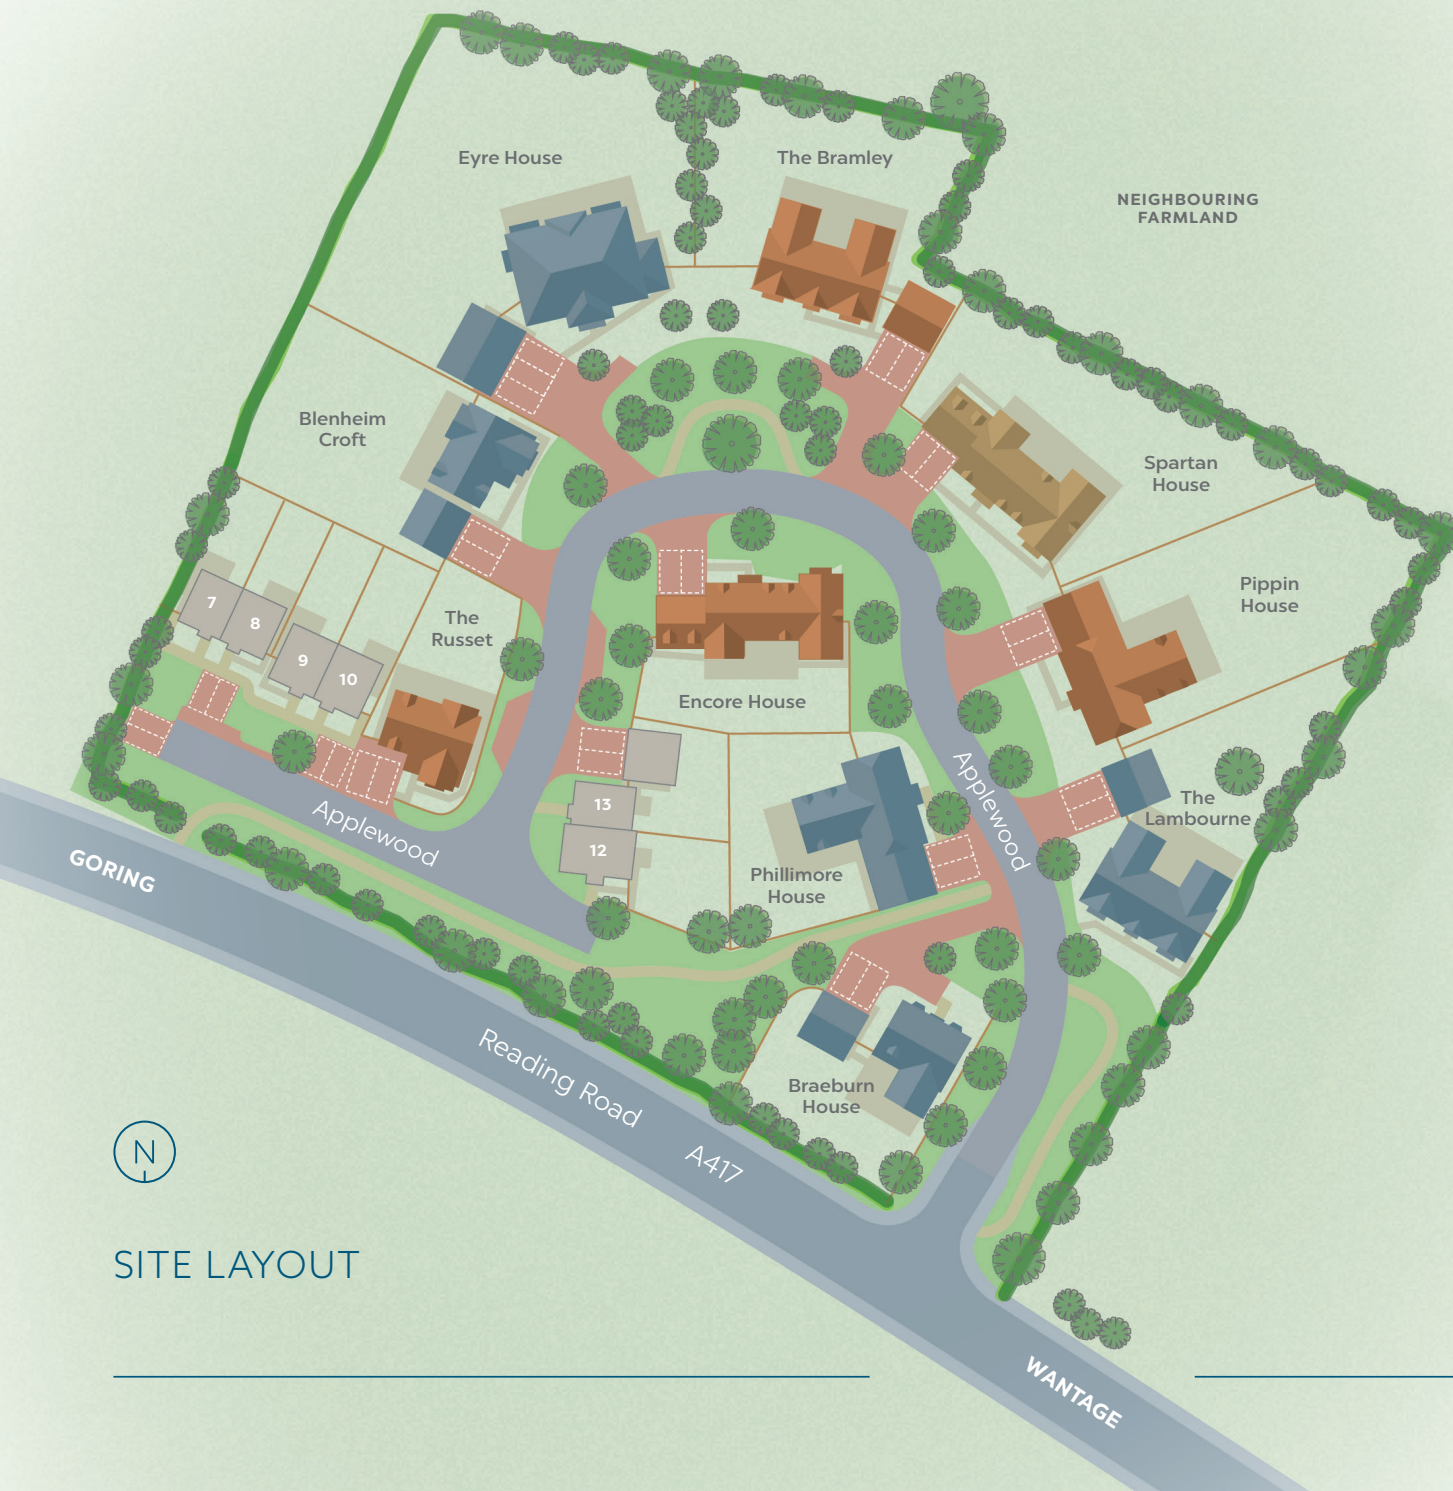 Eyre House
The Bramley
NEIGHBOURING
FARMLAND
Blenheim
Croft
Spartan
House
Pippin
House
7
8
The
Russet
9
10
Encore House
Applewood
The
Lambourne
13
12
Applewood
Phillimore
House
GORING
Reading Road
Braeburn
House
A417
N
SITE LAYOUT
WANTAGE